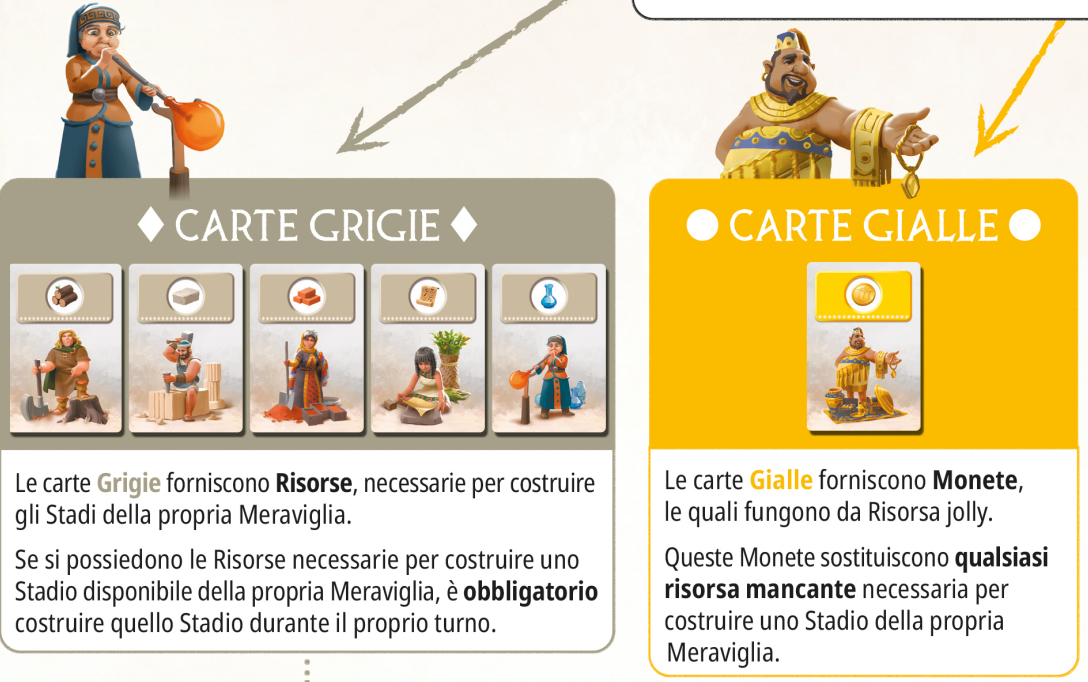 CARTE GRIGIE
Le carte Grigie forniscono Risorse, necessarie per costruire
gli Stadi della propria Meraviglia.
Se si possiedono le Risorse necessarie per costruire uno
Stadio disponibile della propria Meraviglia, è obbligatorio
costruire quello Stadio durante il proprio turno.
CARTE GIALLE
Le carte Gialle forniscono Monete,
le quali fungono da Risorsa jolly.
Queste Monete sostituiscono qualsiasi
risorsa mancante necessaria per
costruire uno Stadio della propria
Meraviglia.